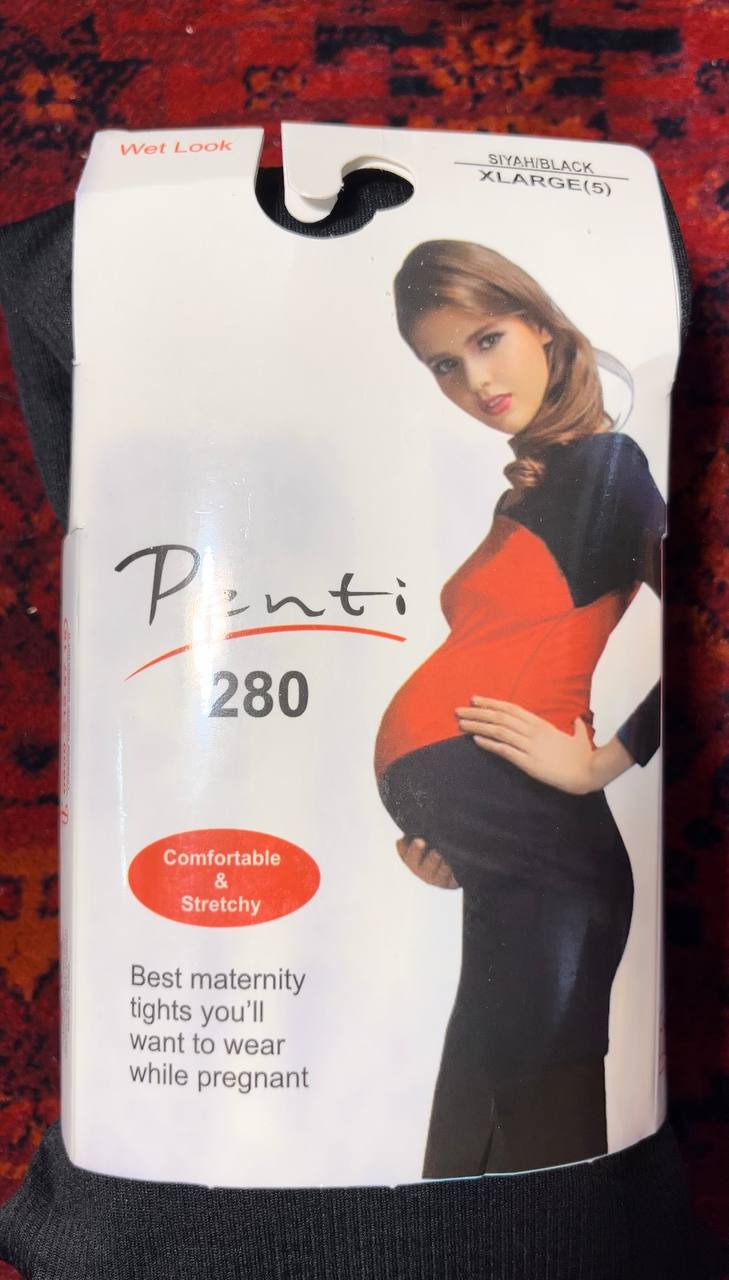 Wet Look
SIYAH/BLACK
XLARGE(5)
Penti
280
Comfortable
&
Stretchy
Best maternity
tights you'll
want to wear
while pregnant